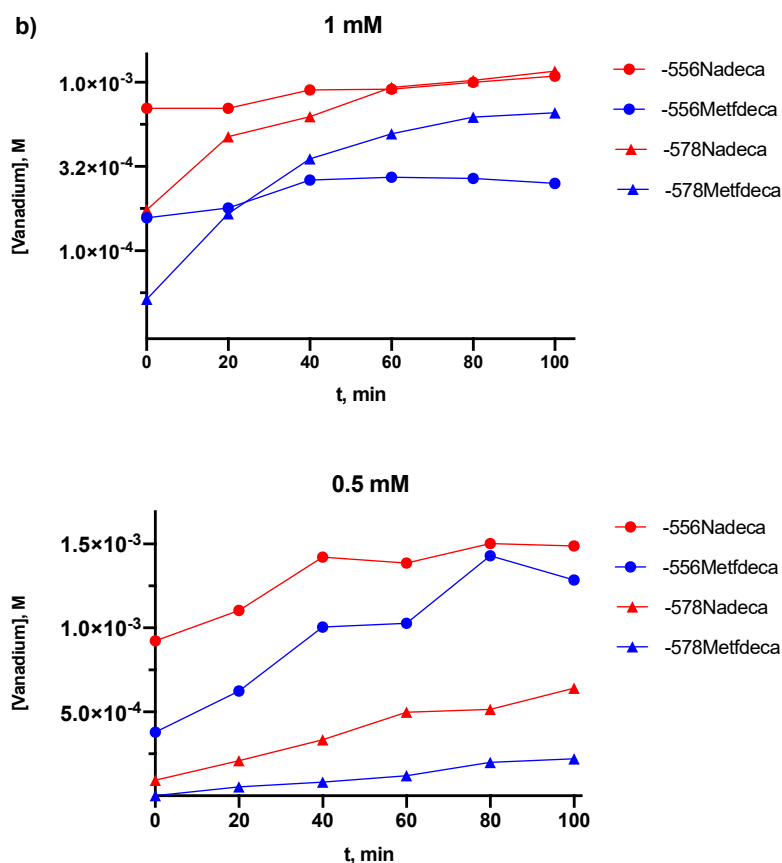 b)
1 mM
[Vanadium], M
1.0×10⁻³
3.2×10⁻⁴
1.0×10⁻⁴
0 20 40 60 80 100
t, min
-556Nadeca
-556Metfdeca
-578Nadeca
-578Metfdeca
0.5 mM
[Vanadium], M
1.5×10⁻³
1.0×10⁻³
5.0×10⁻⁴
0 20 40 60 80 100
t, min
-556Nadeca
-556Metfdeca
-578Nadeca
-578Metfdeca